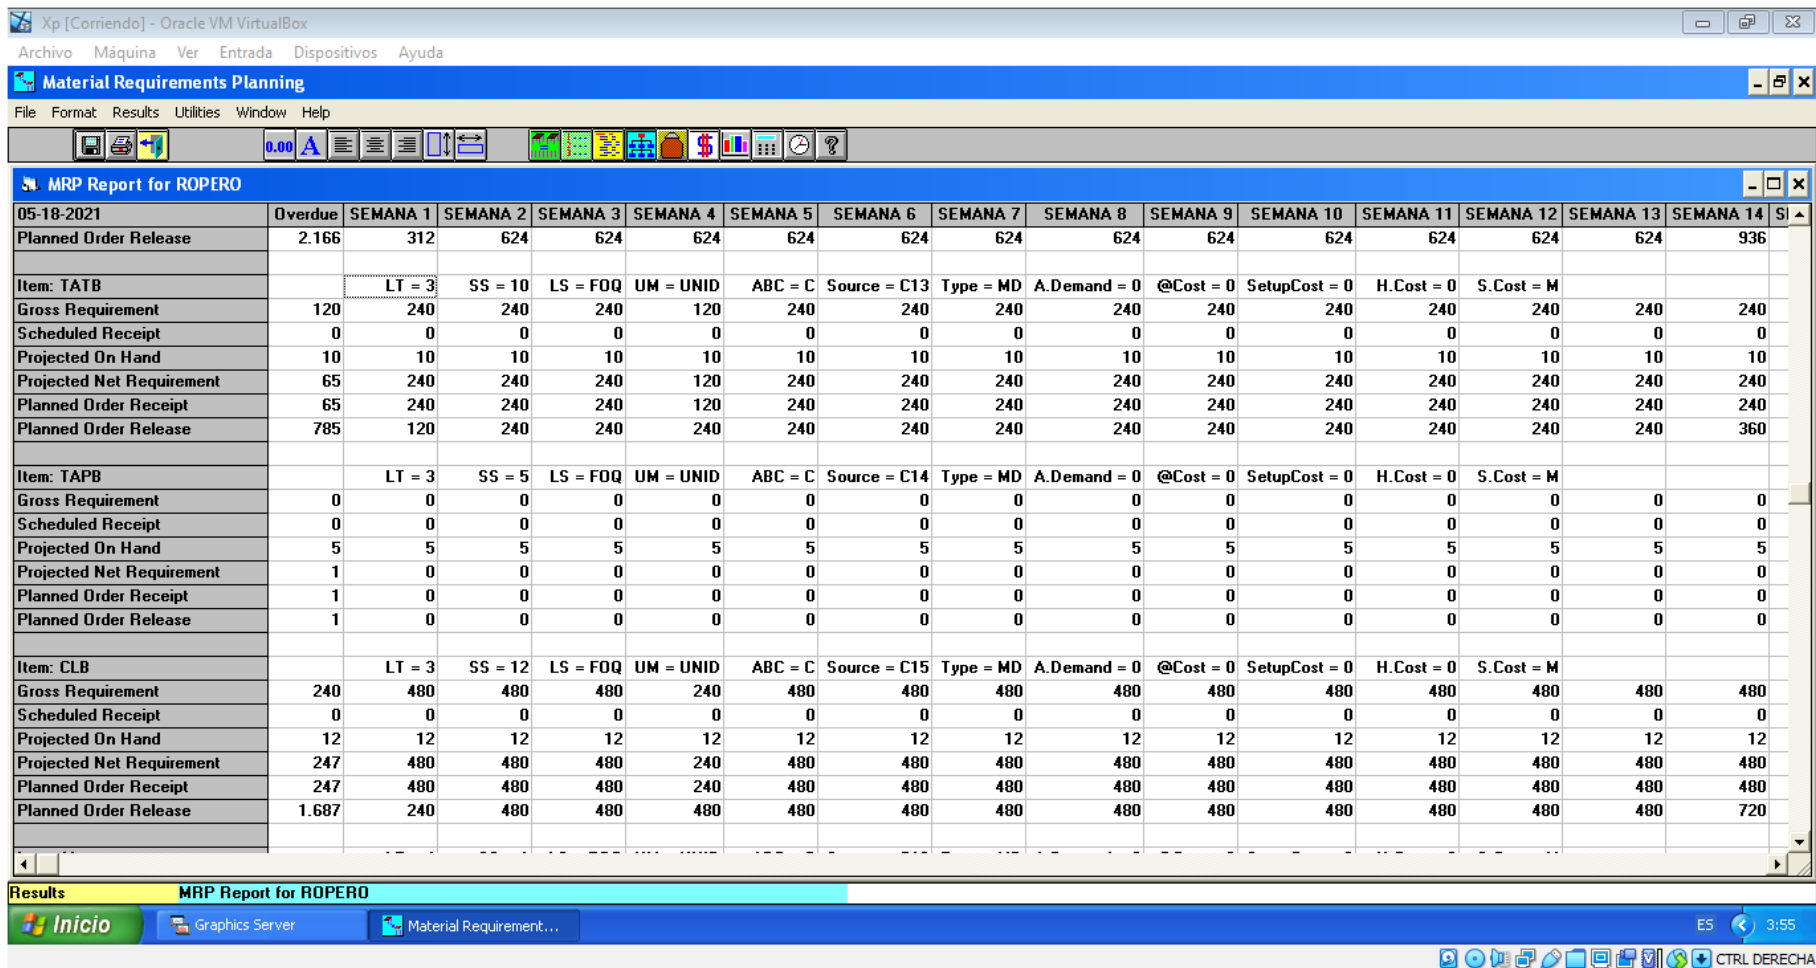 Xp [Corriendo] - Oracle VM VirtualBox
Archivo Máquina Ver Entrada Dispositivos Ayuda
Material Requirements Planning
File Format Results Utilities Window Help
0.00 A $ ?
MRP Report for ROPERO
05-18-2021 Overdue SEMANA 1 SEMANA 2 SEMANA 3 SEMANA 4 SEMANA 5 SEMANA 6 SEMANA 7 SEMANA 8 SEMANA 9 SEMANA 10 SEMANA 11 SEMANA 12 SEMANA 13 SEMANA 14
Planned Order Release 2.166 312 624 624 624 624 624 624 624 624 624 624 624 624 936
Item: TATB LT = 3 SS = 10 LS = FOQ UM = UNID ABC = C Source = C13 Type = MD A.Demand = 0 @Cost = 0 SetupCost = 0 H.Cost = 0 S.Cost = M
Gross Requirement 120 240 240 240 120 240 240 240 240 240 240 240 240 240 240
Scheduled Receipt 0 0 0 0 0 0 0 0 0 0 0 0 0 0 0
Projected On Hand 10 10 10 10 10 10 10 10 10 10 10 10 10 10 10
Projected Net Requirement 65 240 240 240 120 240 240 240 240 240 240 240 240 240 240
Planned Order Receipt 65 240 240 240 120 240 240 240 240 240 240 240 240 240 240
Planned Order Release 785 120 240 240 240 240 240 240 240 240 240 240 240 240 360
Item: TAPB LT = 3 SS = 5 LS = FOQ UM = UNID ABC = C Source = C14 Type = MD A.Demand = 0 @Cost = 0 SetupCost = 0 H.Cost = 0 S.Cost = M
Gross Requirement 0 0 0 0 0 0 0 0 0 0 0 0 0 0 0
Scheduled Receipt 0 0 0 0 0 0 0 0 0 0 0 0 0 0 0
Projected On Hand 5 5 5 5 5 5 5 5 5 5 5 5 5 5 5
Projected Net Requirement 1 0 0 0 0 0 0 0 0 0 0 0 0 0 0
Planned Order Receipt 1 0 0 0 0 0 0 0 0 0 0 0 0 0 0
Planned Order Release 1 0 0 0 0 0 0 0 0 0 0 0 0 0 0
Item: CLB LT = 3 SS = 12 LS = FOQ UM = UNID ABC = C Source = C15 Type = MD A.Demand = 0 @Cost = 0 SetupCost = 0 H.Cost = 0 S.Cost = M
Gross Requirement 240 480 480 480 240 480 480 480 480 480 480 480 480 480 480
Scheduled Receipt 0 0 0 0 0 0 0 0 0 0 0 0 0 0 0
Projected On Hand 12 12 12 12 12 12 12 12 12 12 12 12 12 12 12
Projected Net Requirement 247 480 480 480 240 480 480 480 480 480 480 480 480 480 480
Planned Order Receipt 247 480 480 480 240 480 480 480 480 480 480 480 480 480 480
Planned Order Release 1.687 240 480 480 480 480 480 480 480 480 480 480 480 480 720
Results MRP Report for ROPERO
Inicio Graphics Server Material Requirement... ES 3:55
CTRL DERECHA